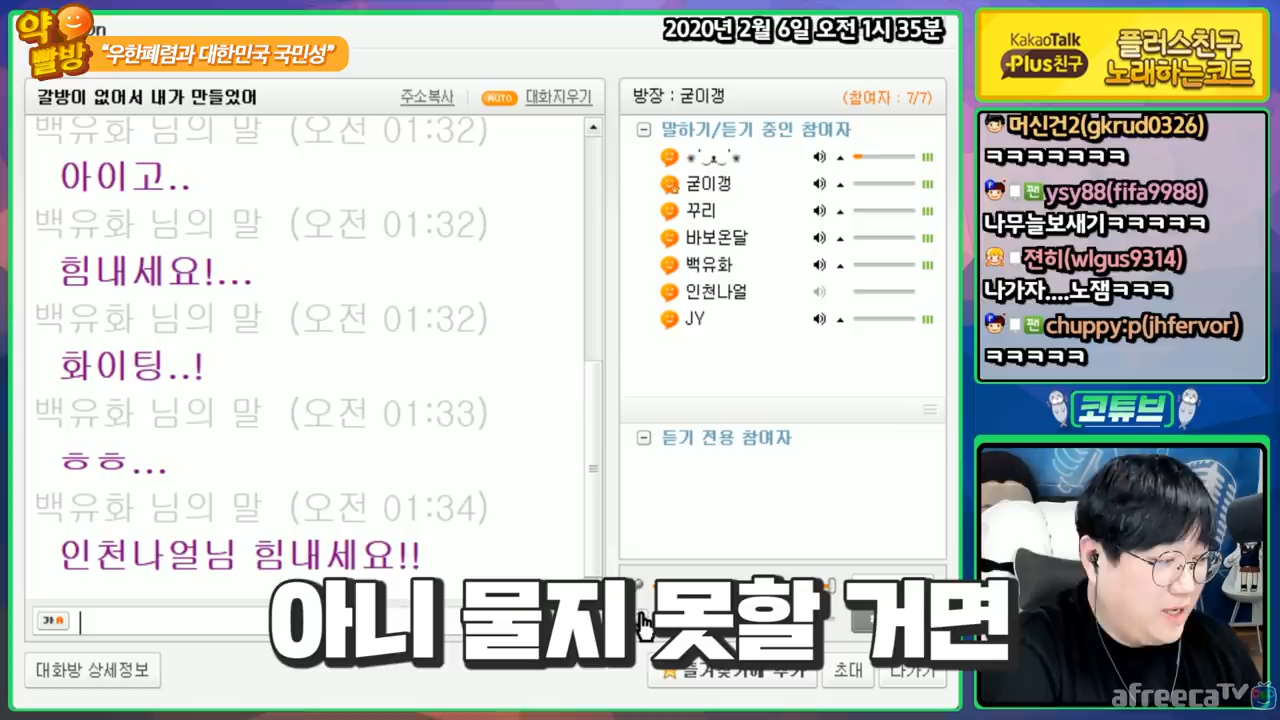 약빨방
"우한폐렴과 대한민국 국민성"
2020년 2월 6일 오전 1시 35분
갈방이 없어서 내가 만들었어
주소복사
AUTO
대화지우기
백유화 님의 말 (오전 01:32)
아이고..
백유화 님의 말 (오전 01:32)
힘내세요!...
백유화 님의 말 (오전 01:32)
화이팅..!
백유화 님의 말 (오전 01:33)
ㅎㅎ...
백유화 님의 말 (오전 01:34)
인천나얼님 힘내세요!!
가A
대화방 상세정보
방장 : 굳이갱
(참여자 : 7/7)
말하기/듣기 중인 참여자
굳이갱
꾸리
바보온달
백유화
인천나얼
JY
듣기 전용 참여자
초대
나가기
아니 물지 못할 거면
KakaoTalk
Plus친구
플러스친구
노래하는코트
머신건2(gkrud0326)
ㅋㅋㅋㅋㅋㅋㅋ
팬 ysy88(fifa9988)
나무늘보새기ㅋㅋㅋㅋㅋ
젼히(wlgus9314)
나가자....노잼ㅋㅋㅋ
팬 chuppy:p(jhfervor)
ㅋㅋㅋㅋㅋ
코튜브
afreecaTV